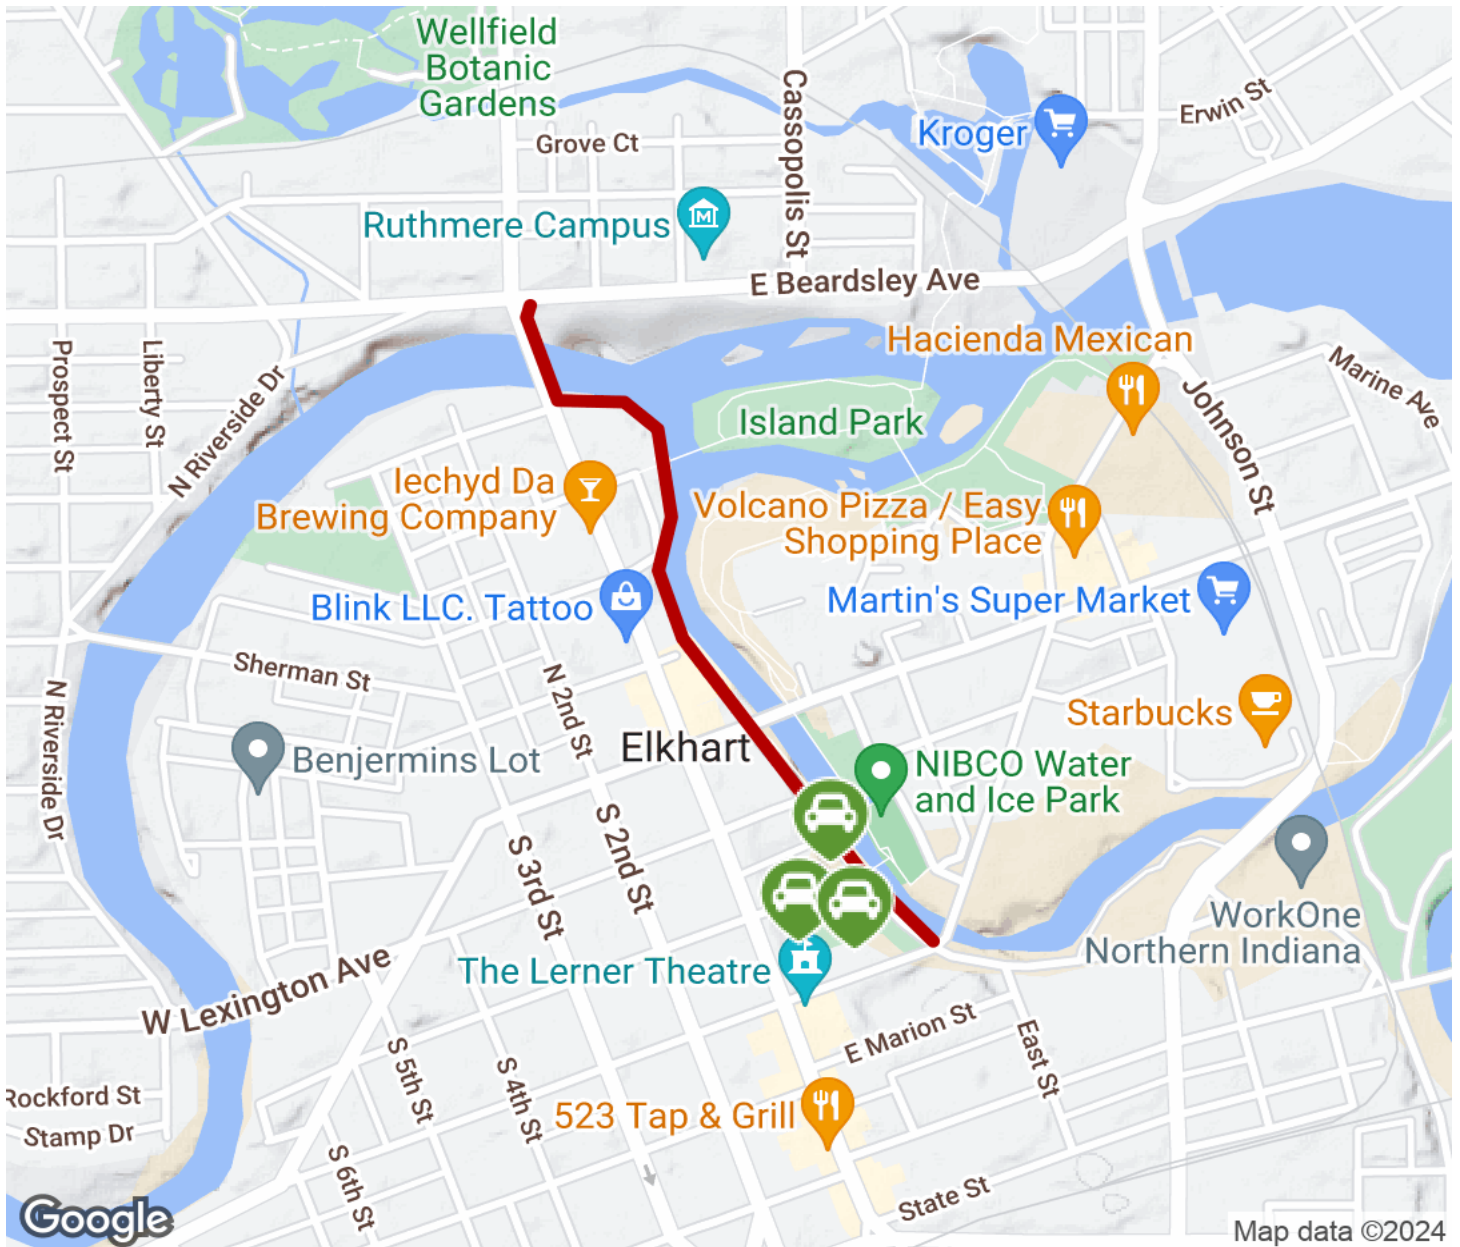 Wellfield
Botanic
Gardens
Cassopolis St
Erwin St
Kroger
Grove Ct
Ruthmere Campus
M
E Beardsley Ave
Hacienda Mexican
Prospect St
Liberty St
N Riverside Dr
Island Park
Johnson St
Marine Ave
Iechyd Da
Brewing Company
Volcano Pizza / Easy
Shopping Place
Blink LLC. Tattoo
Martin's Super Market
Sherman St
N 2nd St
N Riverside Dr
Starbucks
Elkhart
Benjermins Lot
NIBCO Water
and Ice Park
S 2nd St
S 3rd St
WorkOne
Northern Indiana
W Lexington Ave
The Lerner Theatre
E Marion St
East St
S 5th St
S 4th St
Rockford St
Stamp Dr
523 Tap & Grill
S 6th St
State St
Google
Map data ©2024